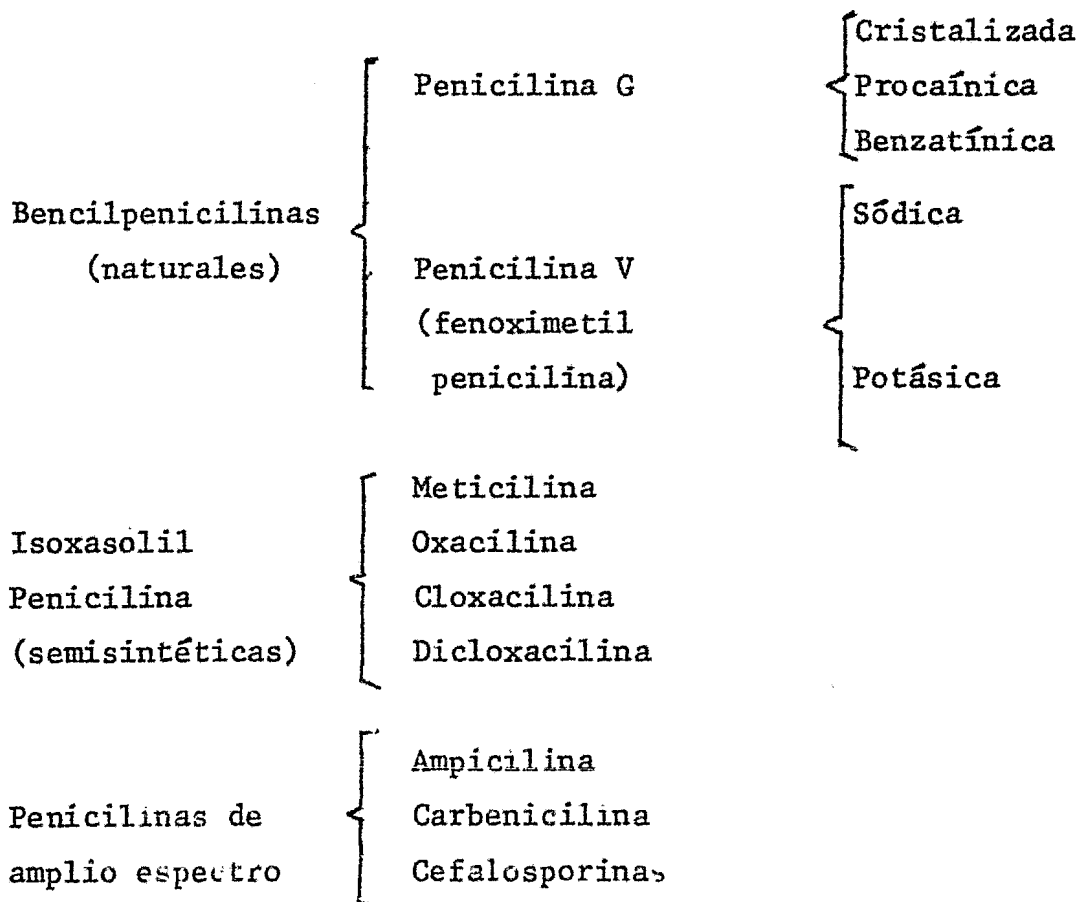 Cristalizada
Penicilina G
Procaínica
Benzatínica
Bencilpenicilinas
(naturales)
Penicilina V
(fenoximetil
penicilina)
Sódica
Potásica
Isoxasolil
Penicilina
(semisintéticas)
Meticilina
Oxacilina
Cloxacilina
Dicloxacilina
Penicilinas de
amplio espectro
Ampicilina
Carbenicilina
Cefalosporinas